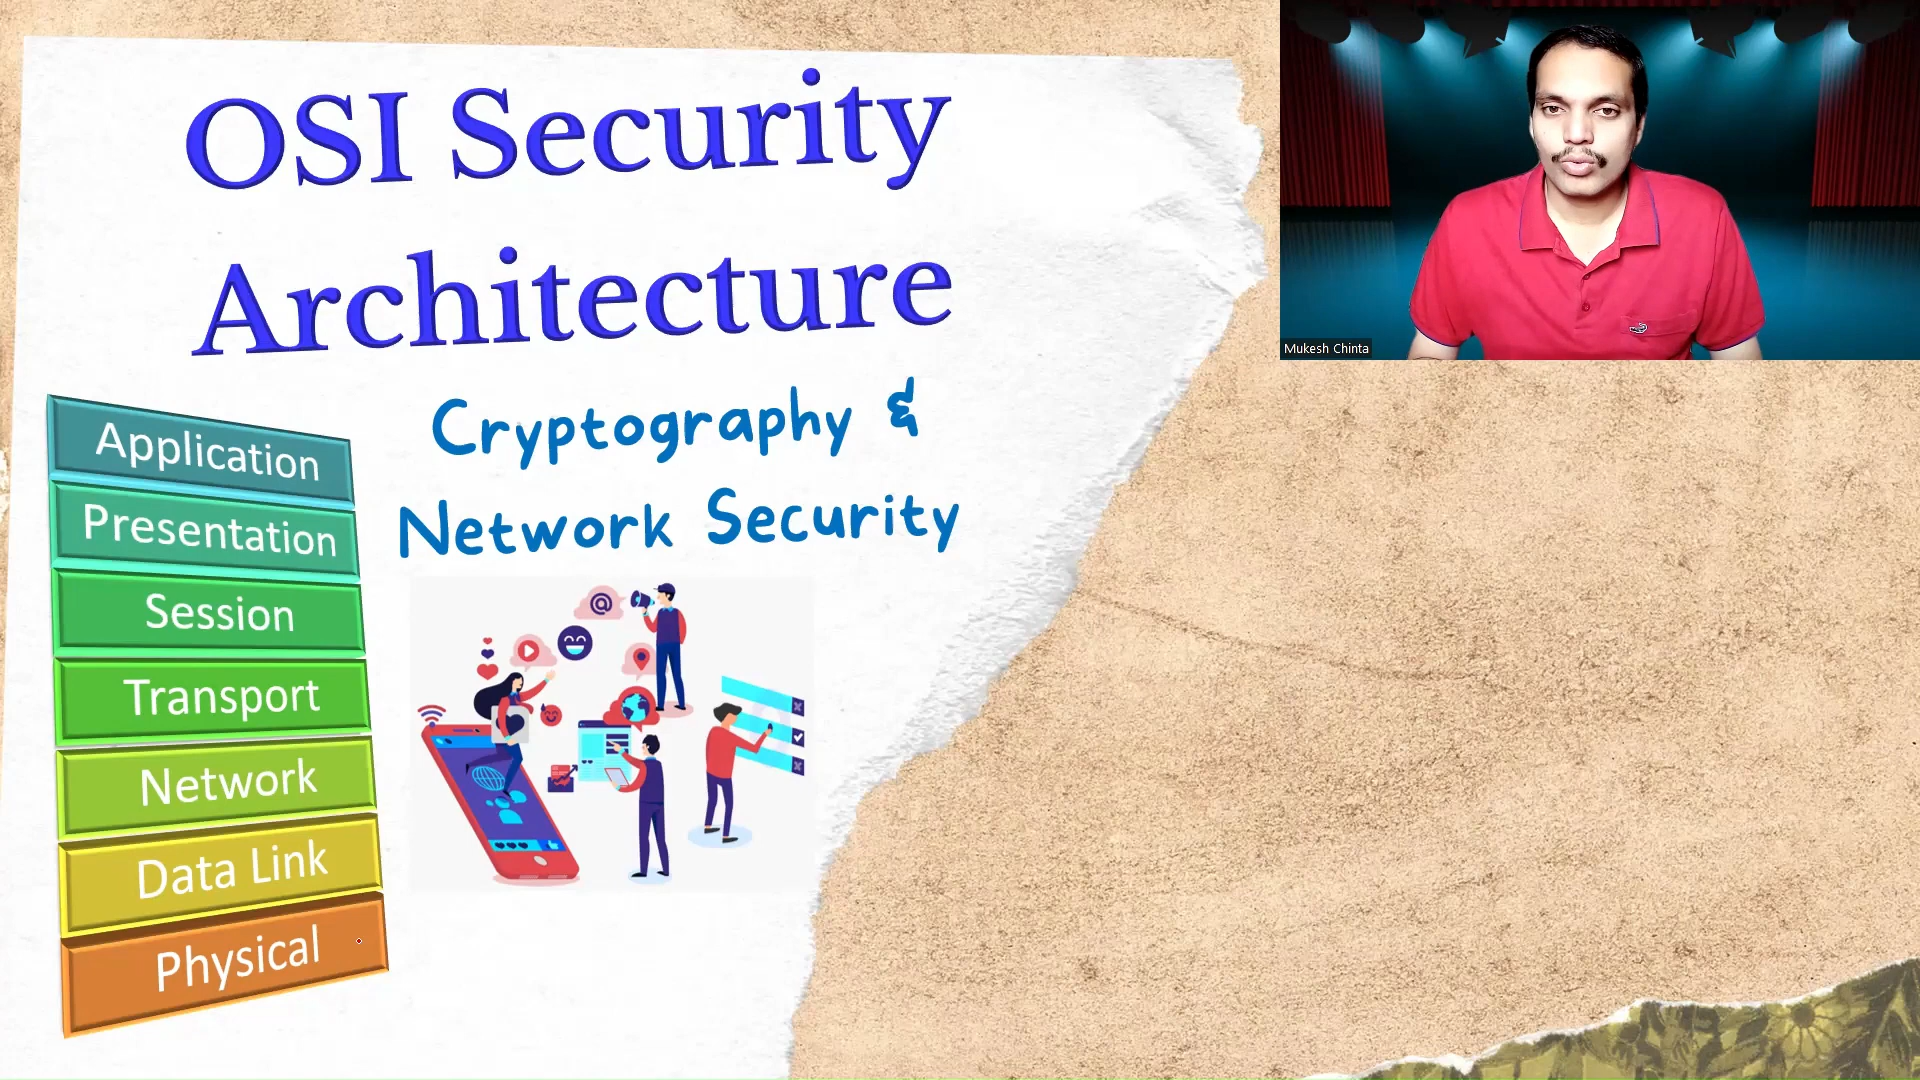 OSI Security
Architecture
Cryptography &
Network Security
Application
Presentation
Session
Transport
Network
Data Link
Physical
Mukesh Chinta